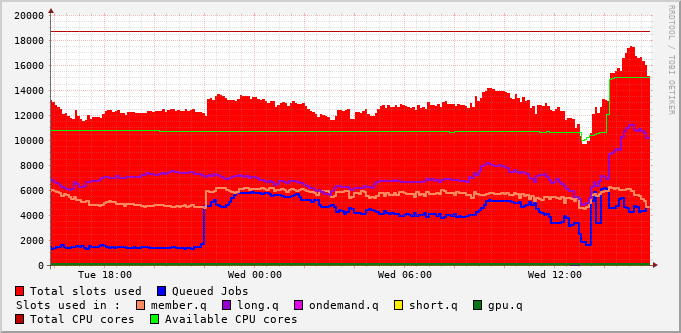 20000
18000
16000
14000
12000
10000
8000
6000
4000
2000
0
Tue 18:00 Wed 00:00 Wed 06:00 Wed 12:00
RRDTOOL / TOBI OETIKER
Total slots used Queued Jobs
Slots used in : member.q long.q ondemand.q short.q gpu.q
Total CPU cores Available CPU cores